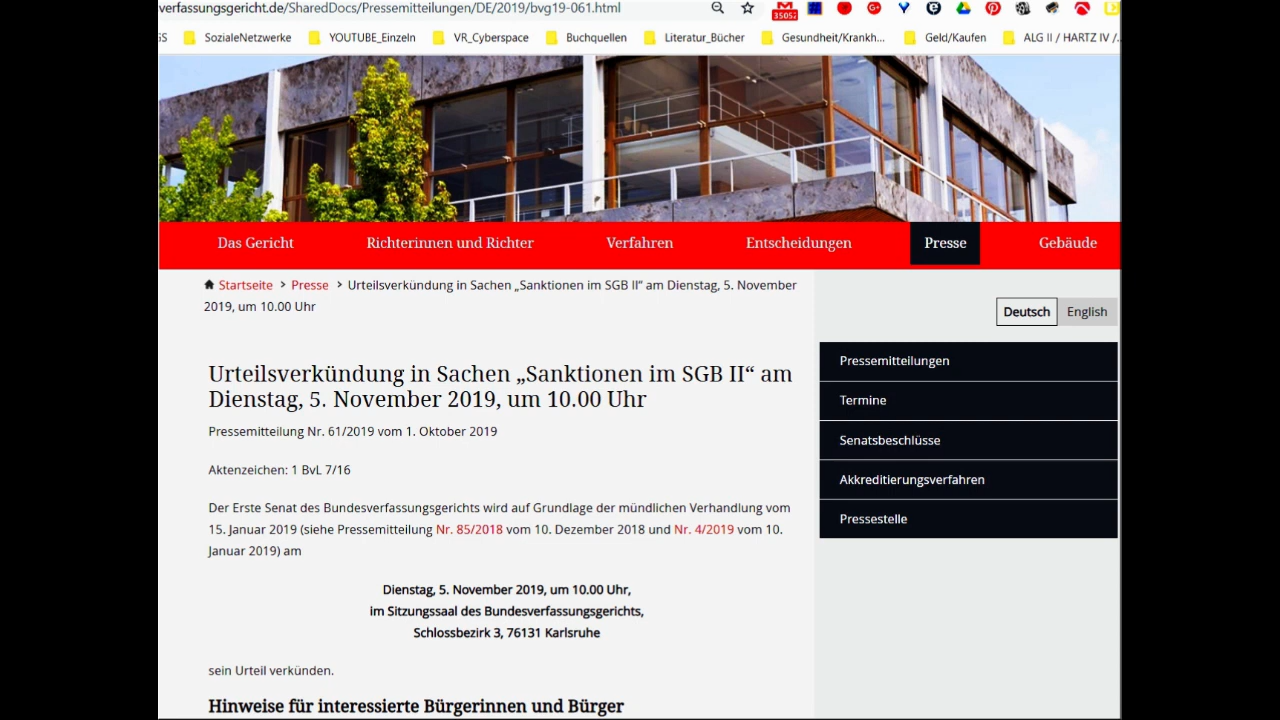 verfassungsgericht.de/SharedDocs/Pressemitteilungen/DE/2019/bvg19-061.html
35052
GS SozialeNetzwerke YOUTUBE_Einzeln VR_Cyberspace Buchquellen Literatur_Bücher Gesundheit/Krankh... Geld/Kaufen ALG II / HARTZ IV /...
Das Gericht Richterinnen und Richter Verfahren Entscheidungen Presse Gebäude
Startseite > Presse > Urteilsverkündung in Sachen „Sanktionen im SGB II“ am Dienstag, 5. November
2019, um 10.00 Uhr
Deutsch English
Urteilsverkündung in Sachen „Sanktionen im SGB II“ am
Dienstag, 5. November 2019, um 10.00 Uhr
Pressemitteilung Nr. 61/2019 vom 1. Oktober 2019
Aktenzeichen: 1 BvL 7/16
Der Erste Senat des Bundesverfassungsgerichts wird auf Grundlage der mündlichen Verhandlung vom
15. Januar 2019 (siehe Pressemitteilung Nr. 85/2018 vom 10. Dezember 2018 und Nr. 4/2019 vom 10.
Januar 2019) am
Dienstag, 5. November 2019, um 10.00 Uhr,
im Sitzungssaal des Bundesverfassungsgerichts,
Schlossbezirk 3, 76131 Karlsruhe
sein Urteil verkünden.
Hinweise für interessierte Bürgerinnen und Bürger
Pressemitteilungen
Termine
Senatsbeschlüsse
Akkreditierungsverfahren
Pressestelle